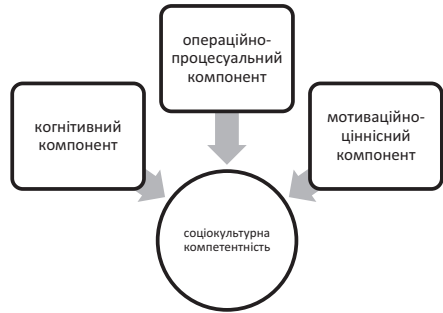 операційно-
процесуальний
компонент
когнітивний
компонент
мотиваційно-
ціннісний
компонент
соціокультурна
компетентність